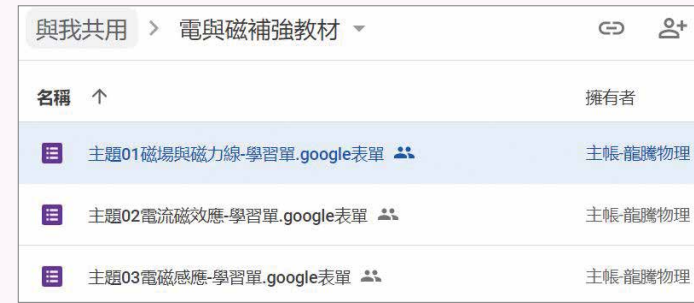 與我共用 > 電與磁補強教材
名稱 ↑ 擁有者
主題01磁場與磁力線-學習單.google表單 主帳-龍騰物理
主題02電流磁效應-學習單.google表單 主帳-龍騰物理
主題03電磁感應-學習單.google表單 主帳-龍騰物理